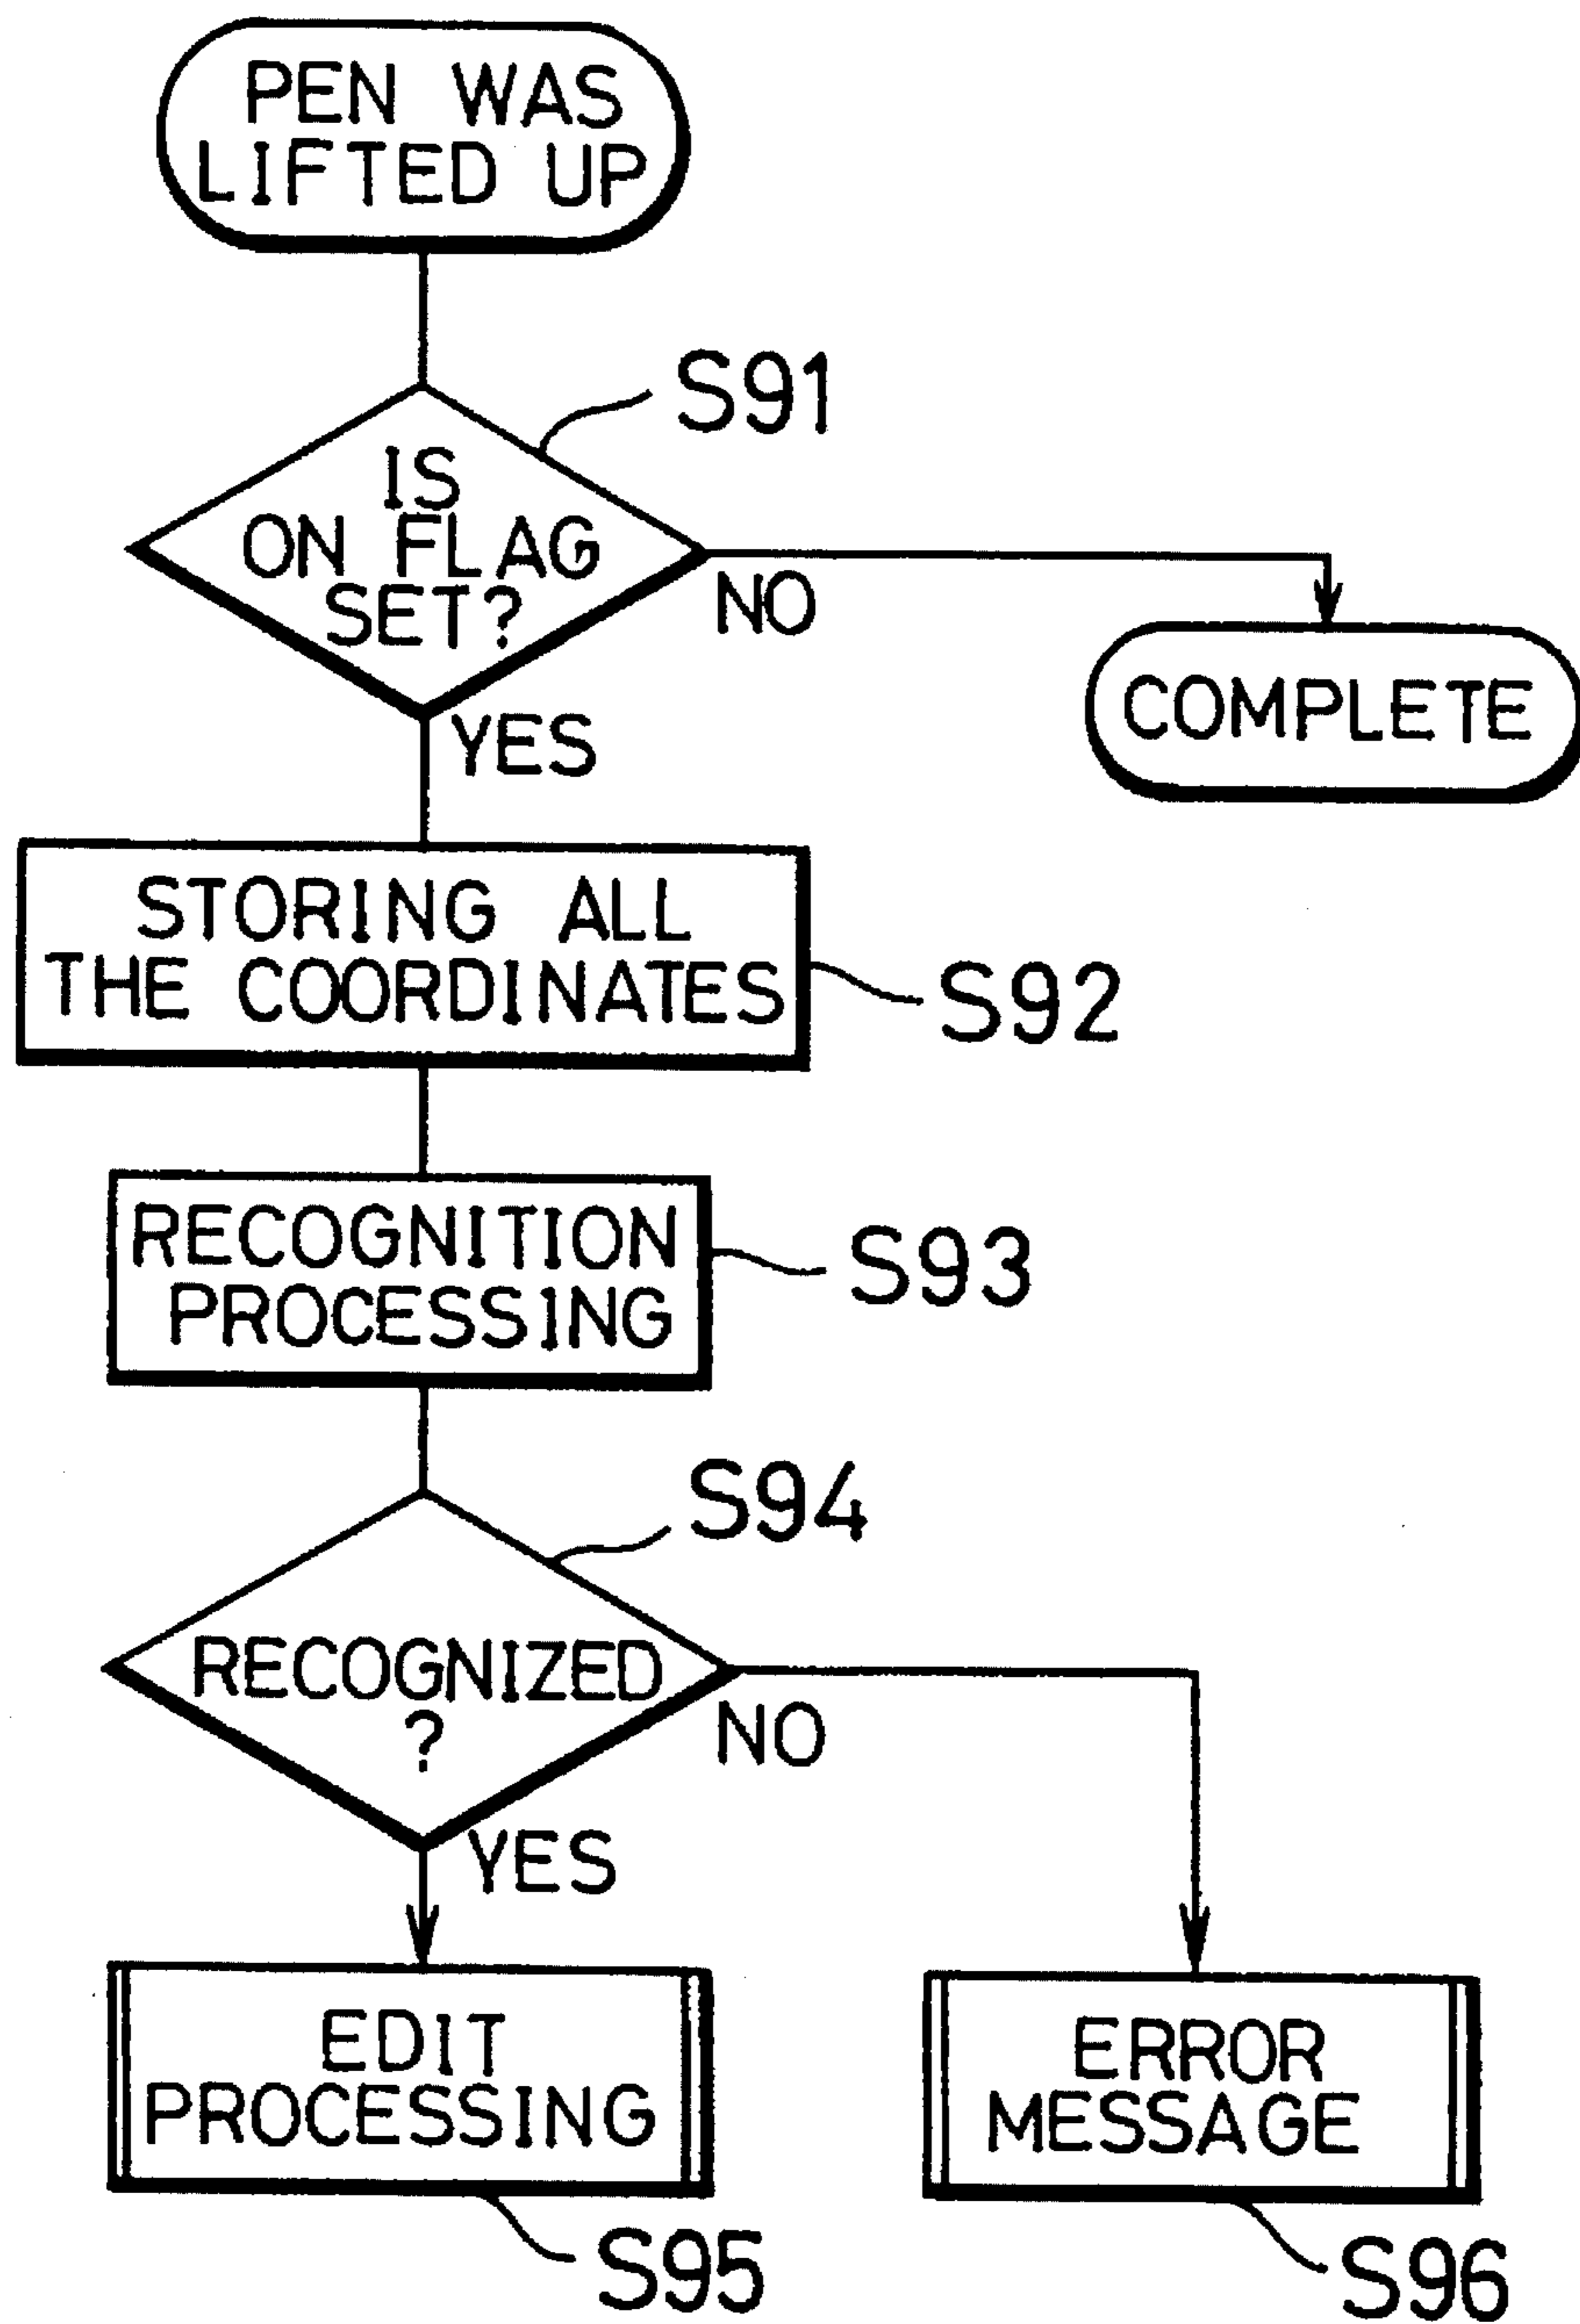 PEN WAS
LIFTED UP
S91
IS
ON FLAG
SET?
NO
COMPLETE
YES
STORING ALL
THE COORDINATES
S92
RECOGNITION
PROCESSING
S93
S94
RECOGNIZED
?
NO
YES
EDIT
PROCESSING
ERROR
MESSAGE
S95
S96